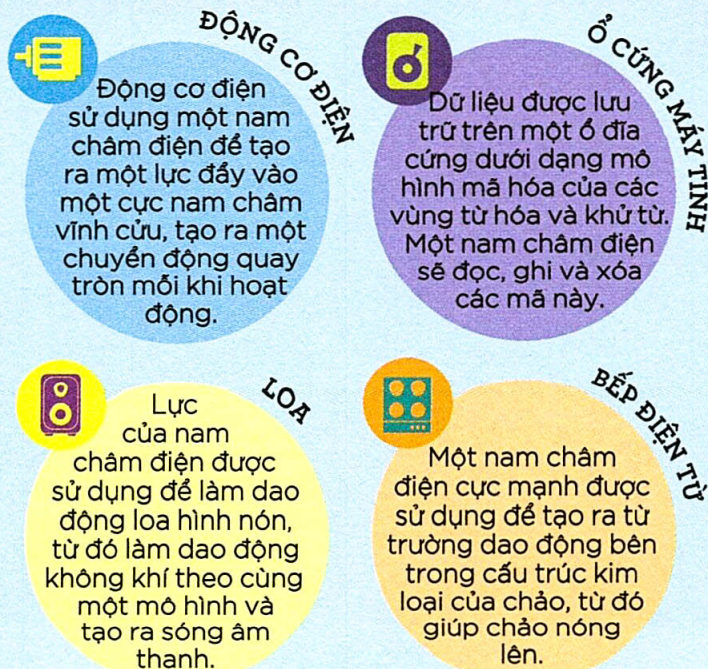 ĐỘNG CƠ ĐIỆN
Động cơ điện
sử dụng một nam
châm điện để tạo
ra một lực đẩy vào
một cực nam châm
vĩnh cửu, tạo ra một
chuyển động quay
tròn mỗi khi hoạt
động.
Ổ CỨNG MÁY TINH
Dữ liệu được lưu
trữ trên một ổ đĩa
cứng dưới dạng mô
hình mã hóa của các
vùng từ hóa và khử từ.
Một nam châm điện
sẽ đọc, ghi và xóa
các mã này.
LOA
Lực
của nam
châm điện được
sử dụng để làm dao
động loa hình nón,
từ đó làm dao động
không khí theo cùng
một mô hình và
tạo ra sóng âm
thanh.
BẾP ĐIỆN TỪ
Một nam châm
điện cực mạnh được
sử dụng để tạo ra từ
trường dao động bên
trong cấu trúc kim
loại của chảo, từ đó
giúp chảo nóng
lên.